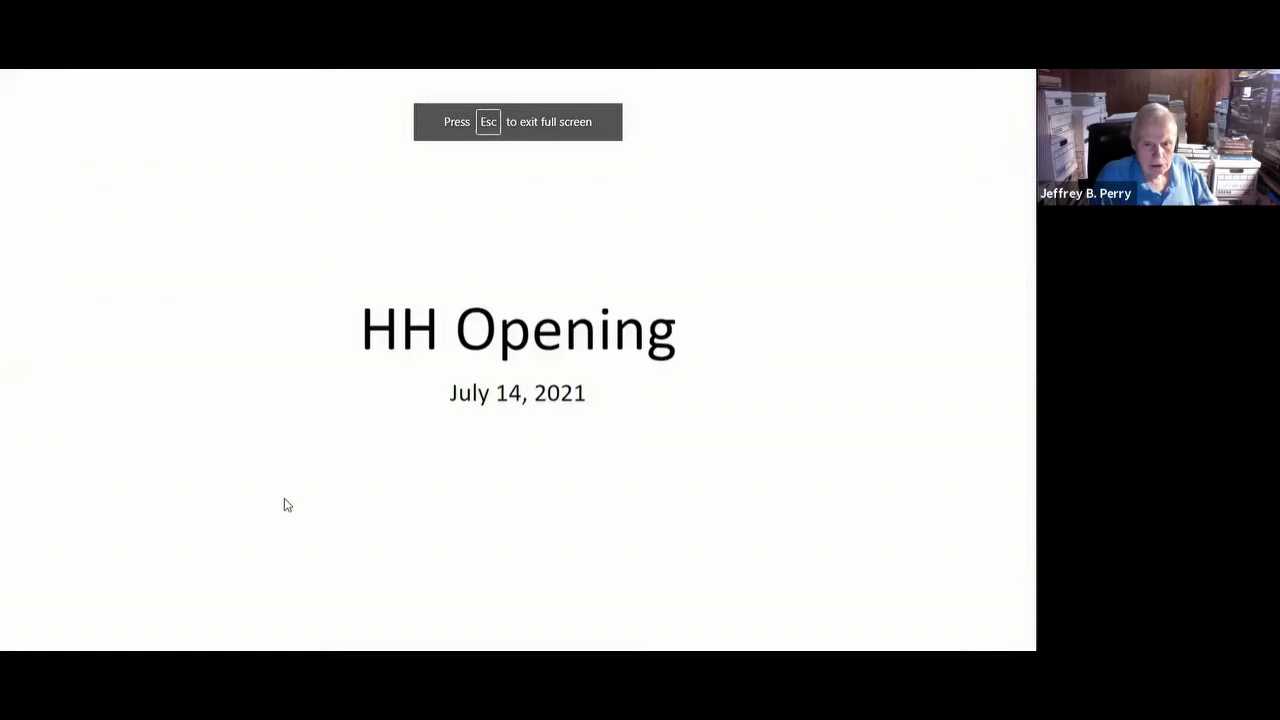 Press Esc to exit full screen
Jeffrey B. Perry
HH Opening
July 14, 2021